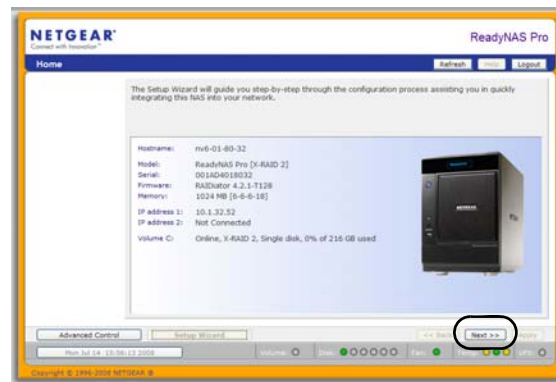 NETGEAR®
Connect with Innovation™
ReadyNAS Pro
Home
Refresh
Help
Logout
The Setup Wizard will guide you step-by-step through the configuration process assisting you in quickly
integrating this NAS into your network.
Hostname: nv6-01-80-32
Model: ReadyNAS Pro [X-RAID 2]
Serial: 001AD4018032
Firmware: RAIDiator 4.2.1-T128
Memory: 1024 MB [6-6-6-18]
IP address 1: 10.1.32.52
IP address 2: Not Connected
Volume C: Online, X-RAID 2, Single disk, 0% of 216 GB used
NETGEAR
Advanced Control
Setup Wizard
<< Back
Next >>
Apply
Mon Jul 14 15:56:13 2008
Volume:
Disk:
Fan:
Temp:
UPS:
Copyright © 1996-2008 NETGEAR ®